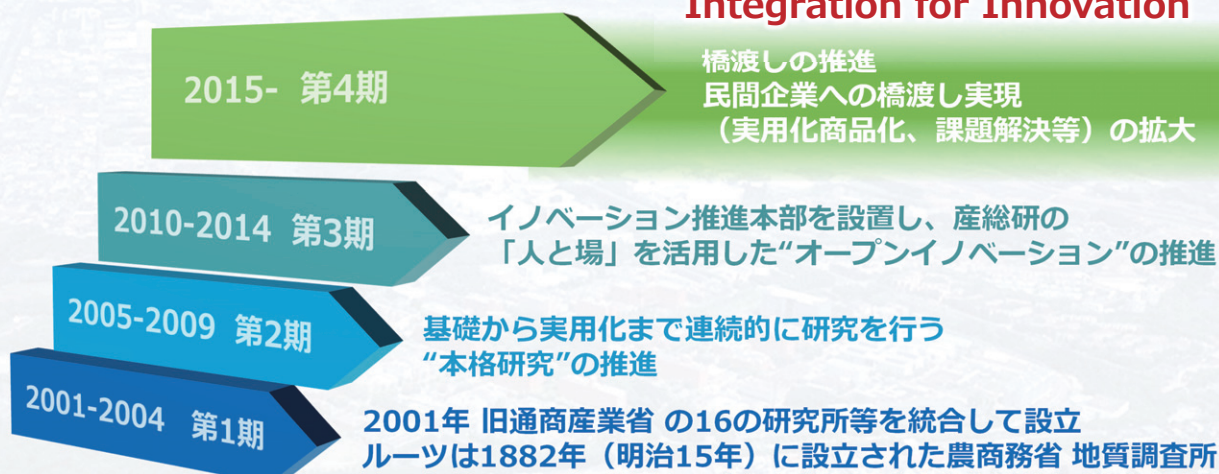 Integration for Innovation
2015- 第4期
橋渡しの推進
民間企業への橋渡し実現
(実用化商品化、課題解決等)の拡大
2010-2014 第3期
イノベーション推進本部を設置し、産総研の
「人と場」を活用した“オープンイノベーション”の推進
2005-2009 第2期
基礎から実用化まで連続的に研究を行う
“本格研究”の推進
2001-2004 第1期
2001年 旧通商産業省 の16の研究所等を統合して設立
ルーツは1882年(明治15年)に設立された農商務省 地質調査所